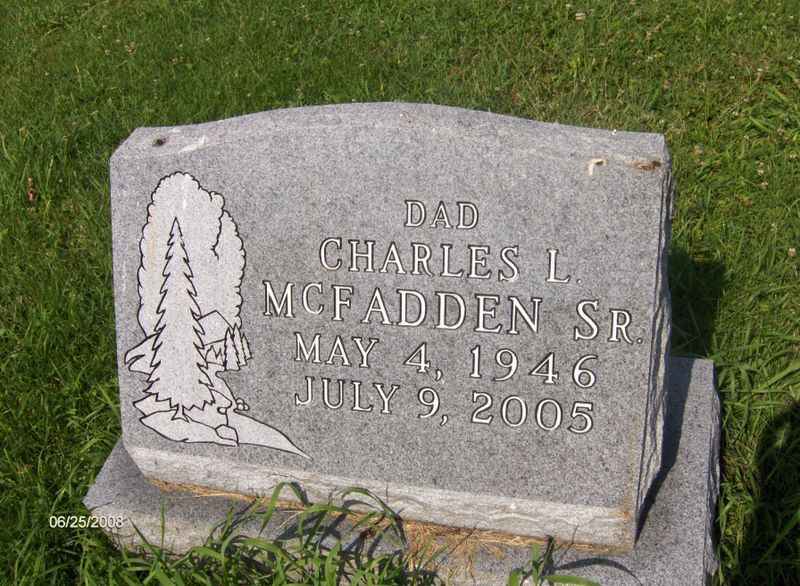 DAD
CHARLES L.
MCFADDEN SR.
MAY 4, 1946
JULY 9, 2005
06/25/2008